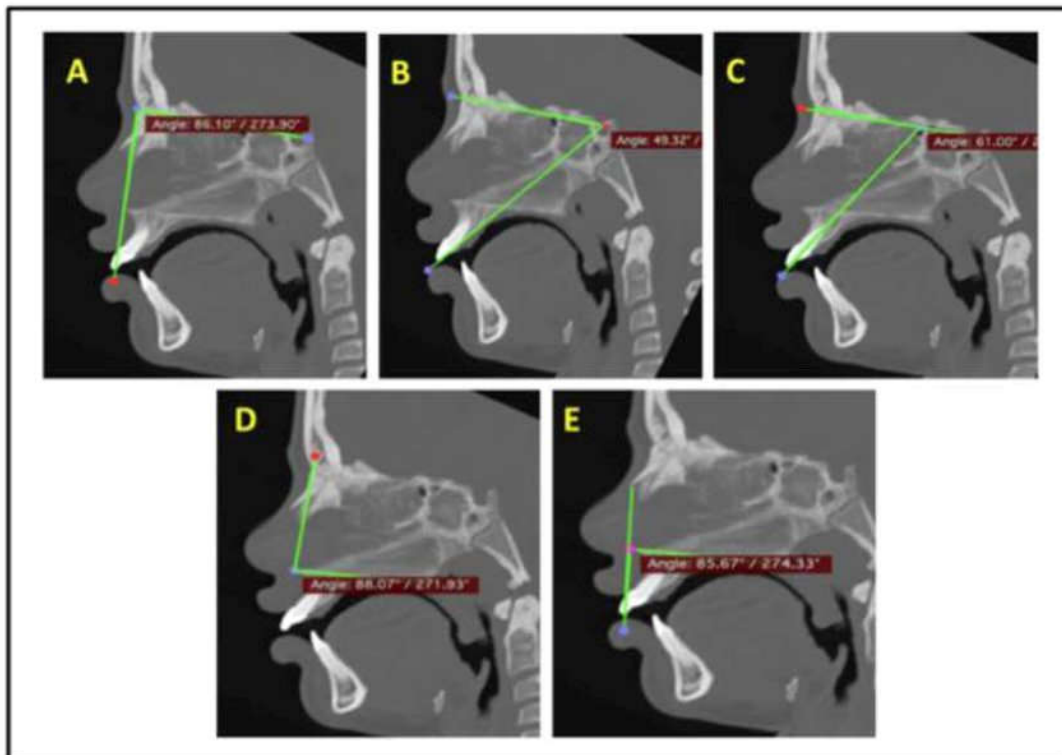 A
B
C
Angle: 86.10° / 273.90°
Angle: 49.32° /
Angle: 61.00° / 2
D
E
Angle: 88.07° / 271.93°
Angle: 85.67° / 274.33°